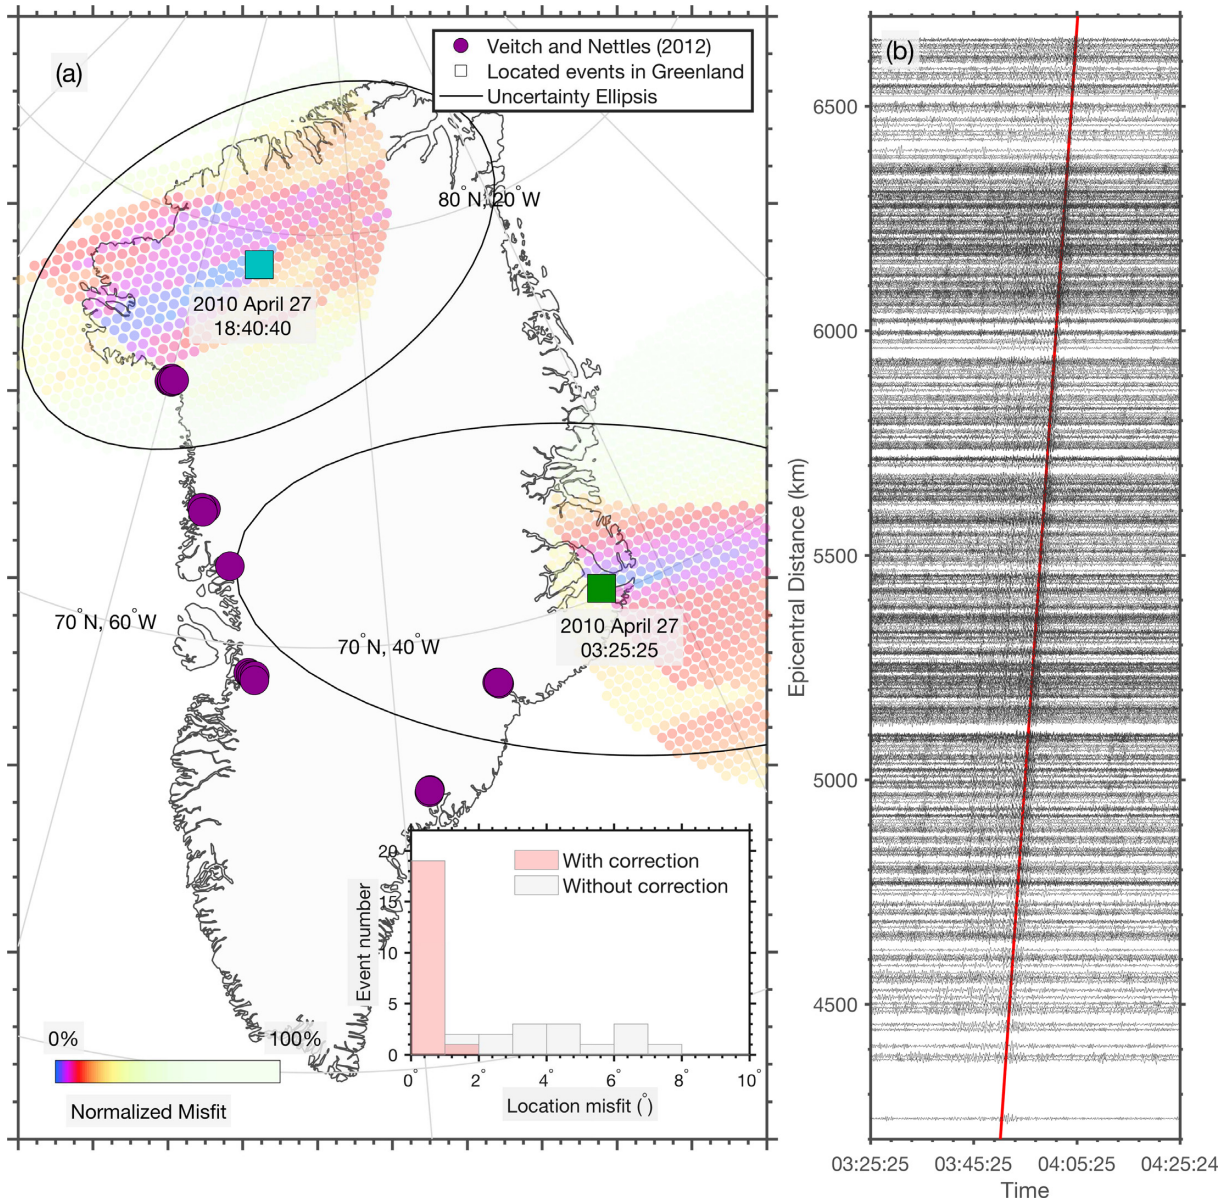 (a)
Veitch and Nettles (2012)
Located events in Greenland
Uncertainty Ellipsis
80°N, 20°W
2010 April 27
18:40:40
70°N, 60°W
70°N, 40°W
2010 April 27
03:25:25
0%
100%
Normalized Misfit
With correction
Without correction
Event number
20
15
10
5
0
0°
2°
4°
6°
8°
10°
Location misfit (°)
(b)
Epicentral Distance (km)
6500
6000
5500
5000
4500
03:25:25
03:45:25
04:05:25
04:25:24
Time